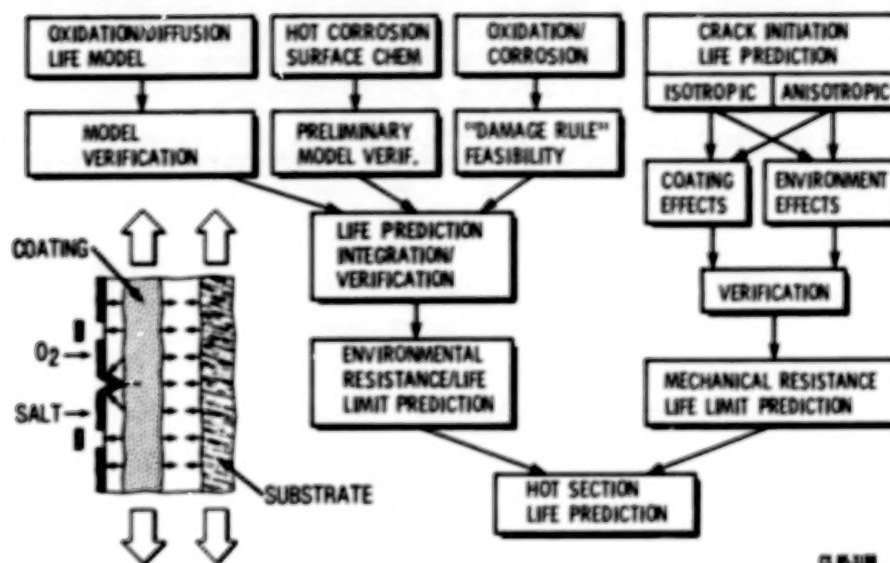 OXIDATION/DIFFUSION
LIFE MODEL
HOT CORROSION
SURFACE CHEM
OXIDATION/
CORROSION
CRACK INITIATION
LIFE PREDICTION
ISOTROPIC
ANISOTROPIC
MODEL
VERIFICATION
PRELIMINARY
MODEL VERIF.
"DAMAGE RULE"
FEASIBILITY
COATING
EFFECTS
ENVIRONMENT
EFFECTS
LIFE PREDICTION
INTEGRATION/
VERIFICATION
VERIFICATION
ENVIRONMENTAL
RESISTANCE/LIFE
LIMIT PREDICTION
MECHANICAL RESISTANCE
LIFE LIMIT PREDICTION
HOT SECTION
LIFE PREDICTION
COATING
O2
SALT
SUBSTRATE